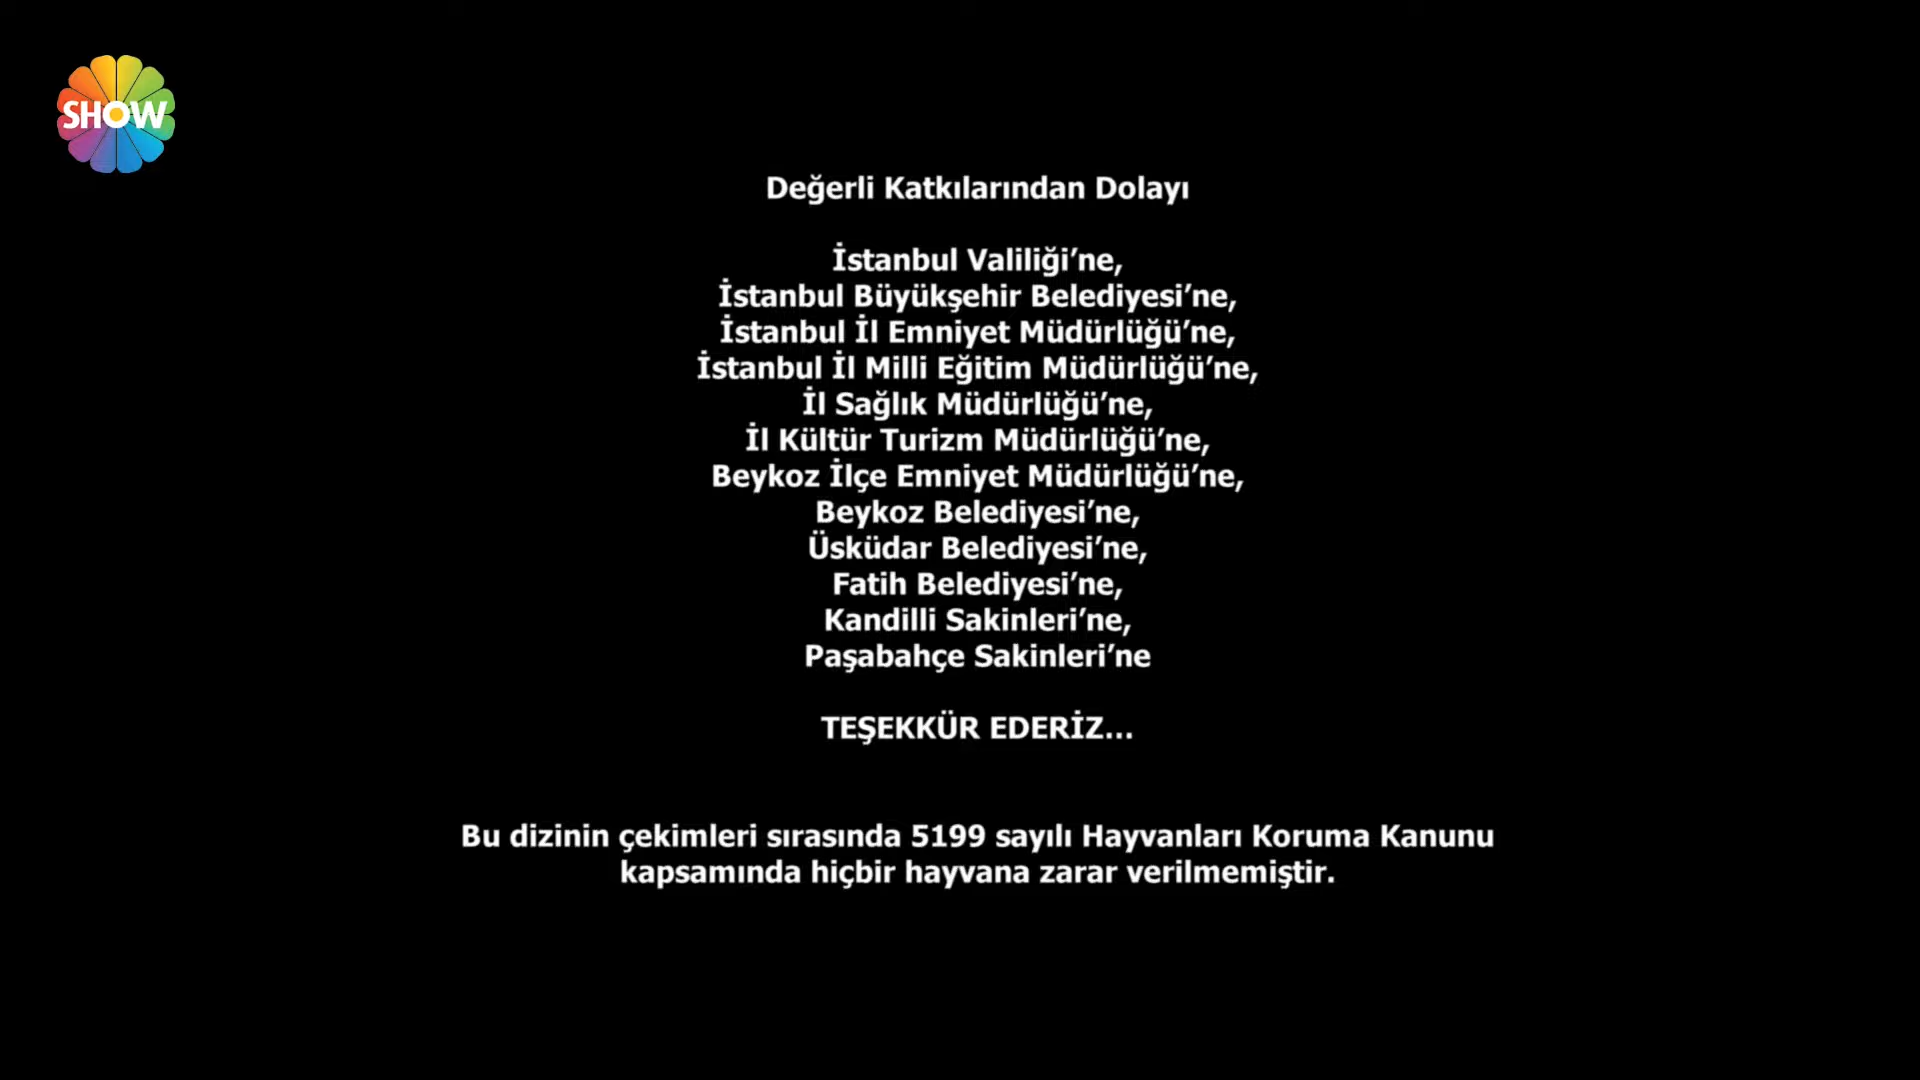 SHOW
Değerli Katkılarından Dolayı
İstanbul Valiliği’ne,
İstanbul Büyükşehir Belediyesi’ne,
İstanbul İl Emniyet Müdürlüğü’ne,
İstanbul İl Milli Eğitim Müdürlüğü’ne,
İl Sağlık Müdürlüğü’ne,
İl Kültür Turizm Müdürlüğü’ne,
Beykoz İlçe Emniyet Müdürlüğü’ne,
Beykoz Belediyesi’ne,
Üsküdar Belediyesi’ne,
Fatih Belediyesi’ne,
Kandilli Sakinleri’ne,
Paşabahçe Sakinleri’ne
TEŞEKKÜR EDERİZ...
Bu dizinin çekimleri sırasında 5199 sayılı Hayvanları Koruma Kanunu
kapsamında hiçbir hayvana zarar verilmemiştir.